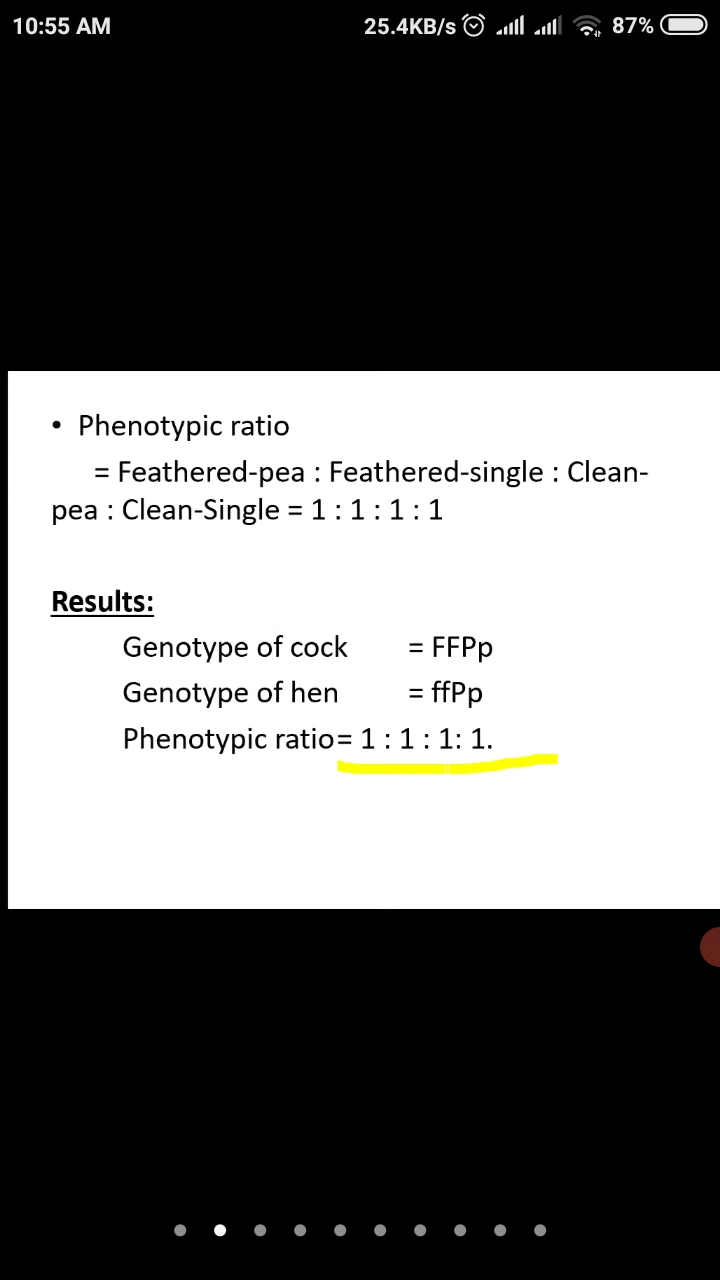 10:55 AM 25.4KB/s 87%
• Phenotypic ratio
= Feathered-pea : Feathered-single : Clean-
pea : Clean-Single = 1 : 1 : 1 : 1
Results:
Genotype of cock = FFPp
Genotype of hen = ffPp
Phenotypic ratio= 1 : 1 : 1: 1.